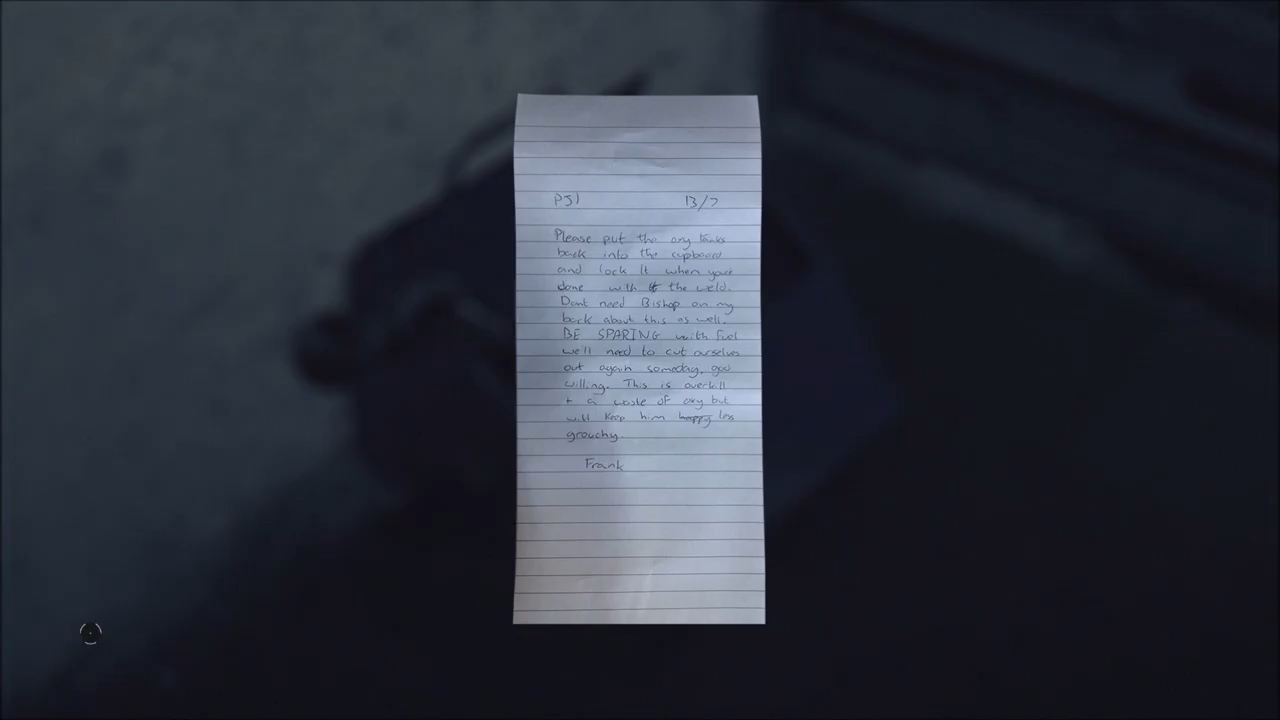 PJ1 13/7
Please put the oxy tanks
back into the cupboard
and lock it when your
done with the weld.
Dont need Bishop on my
back about this as well.
BE SPARING with fuel
we'll need to cut ourselves
out again someday, god
willing. This is overkill
+ a waste of oxy but
will keep him happy less
grouchy.
Frank